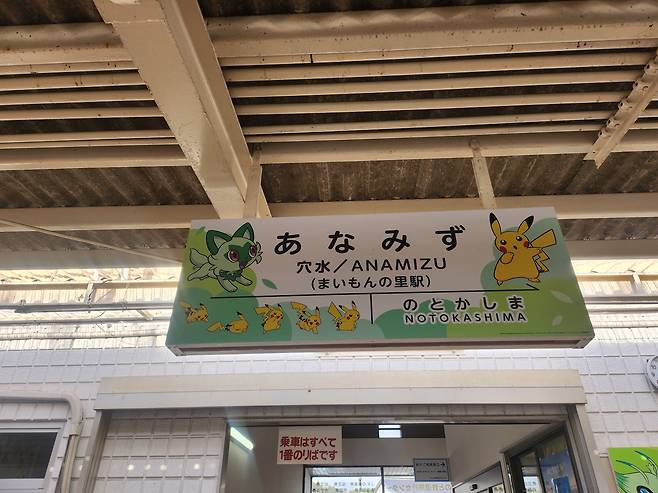 あなみず
穴水/ANAMIZU
(まいもんの里駅)
のとかしま
NOTOKASHIMA
乗車はすべて
1番のりばです